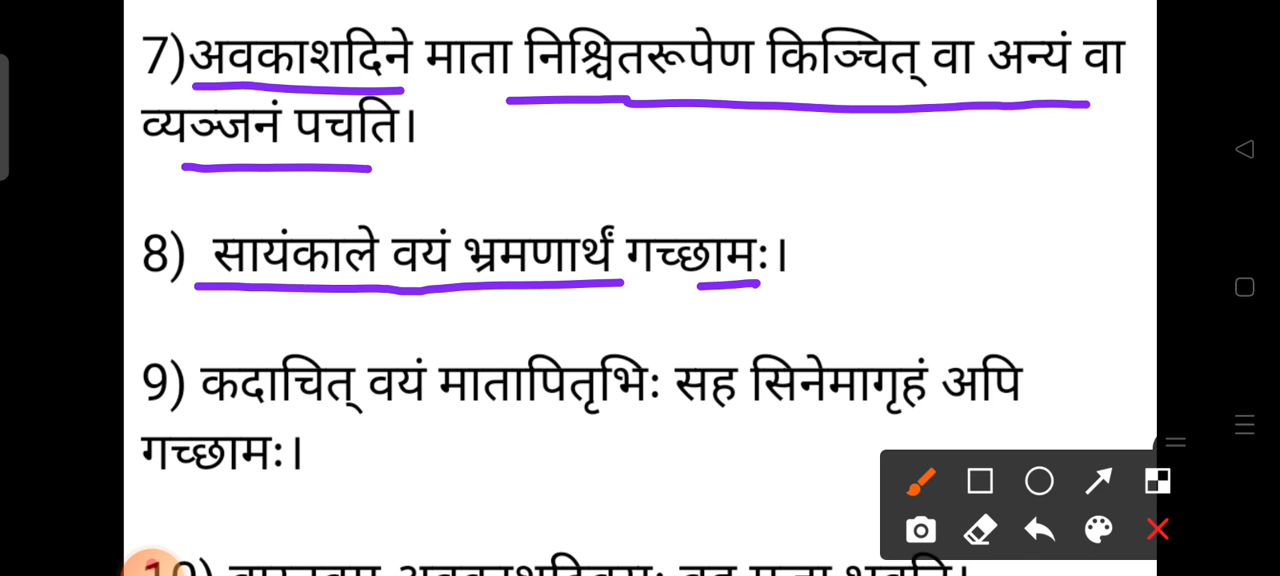 7)अवकाशदिने माता निश्चितरूपेण किञ्चित् वा अन्यं वा
व्यञ्जनं पचति।
8) सायंकाले वयं भ्रमणार्थं गच्छामः।
9) कदाचित् वयं मातापितृभिः सह सिनेमागृहं अपि
गच्छामः।